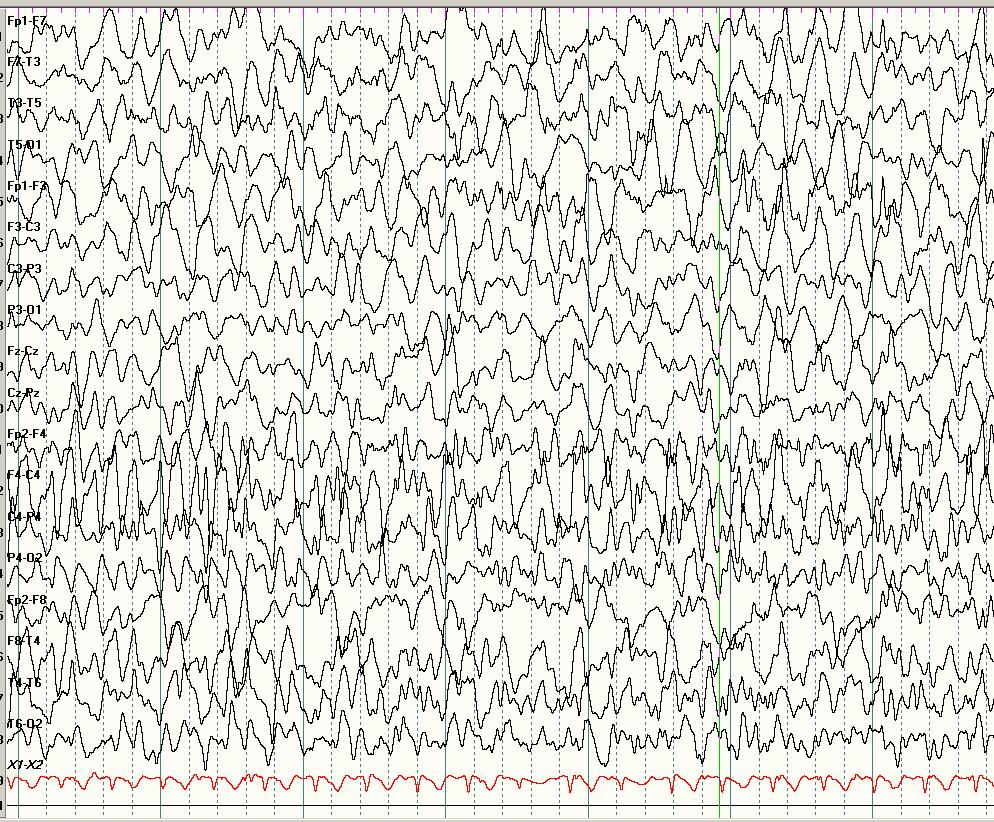 Fp1-F7
F7-T3
T3-T5
T5-O1
Fp1-F3
F3-C3
C3-P3
P3-O1
Fz-Cz
Cz-Pz
Fp2-F4
F4-C4
C4-P4
P4-O2
Fp2-F8
F8-T4
T4-T6
T6-O2
X1-X2